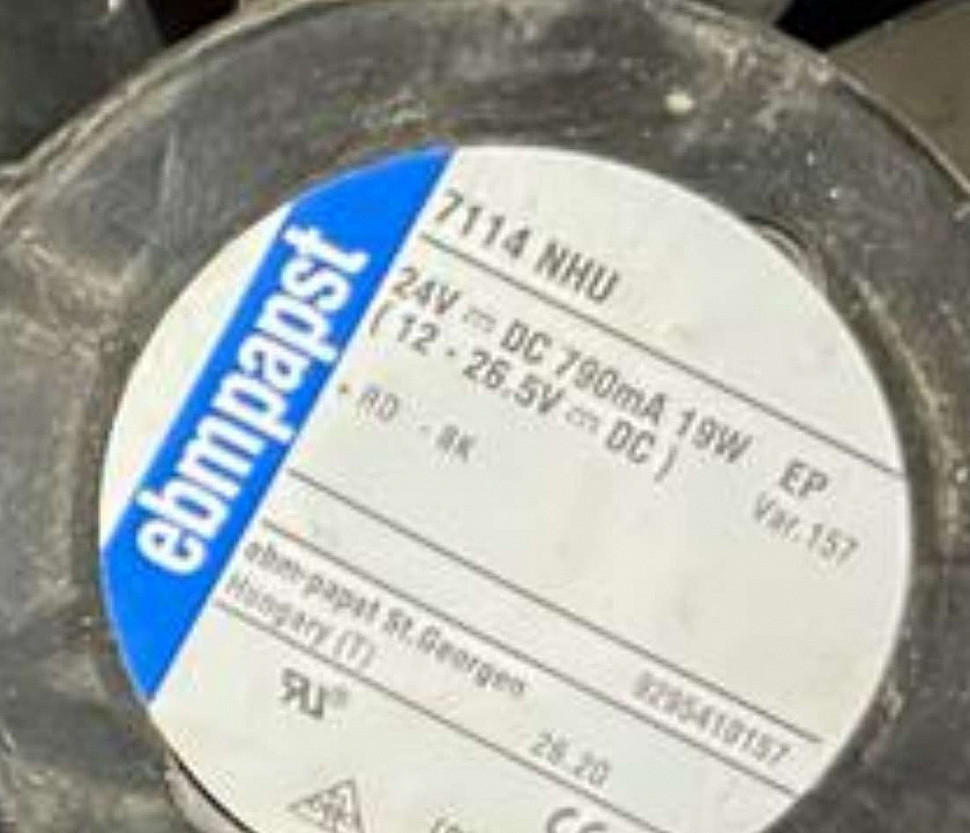 ebmpapst
7114 NHU
24V ⎓ DC 790mA 19W EP
( 12 - 26.5V ⎓ DC ) Var.157
+ RD - BK
9295410157
ebm-papst St.Georgen
Hungary (T)
26.20